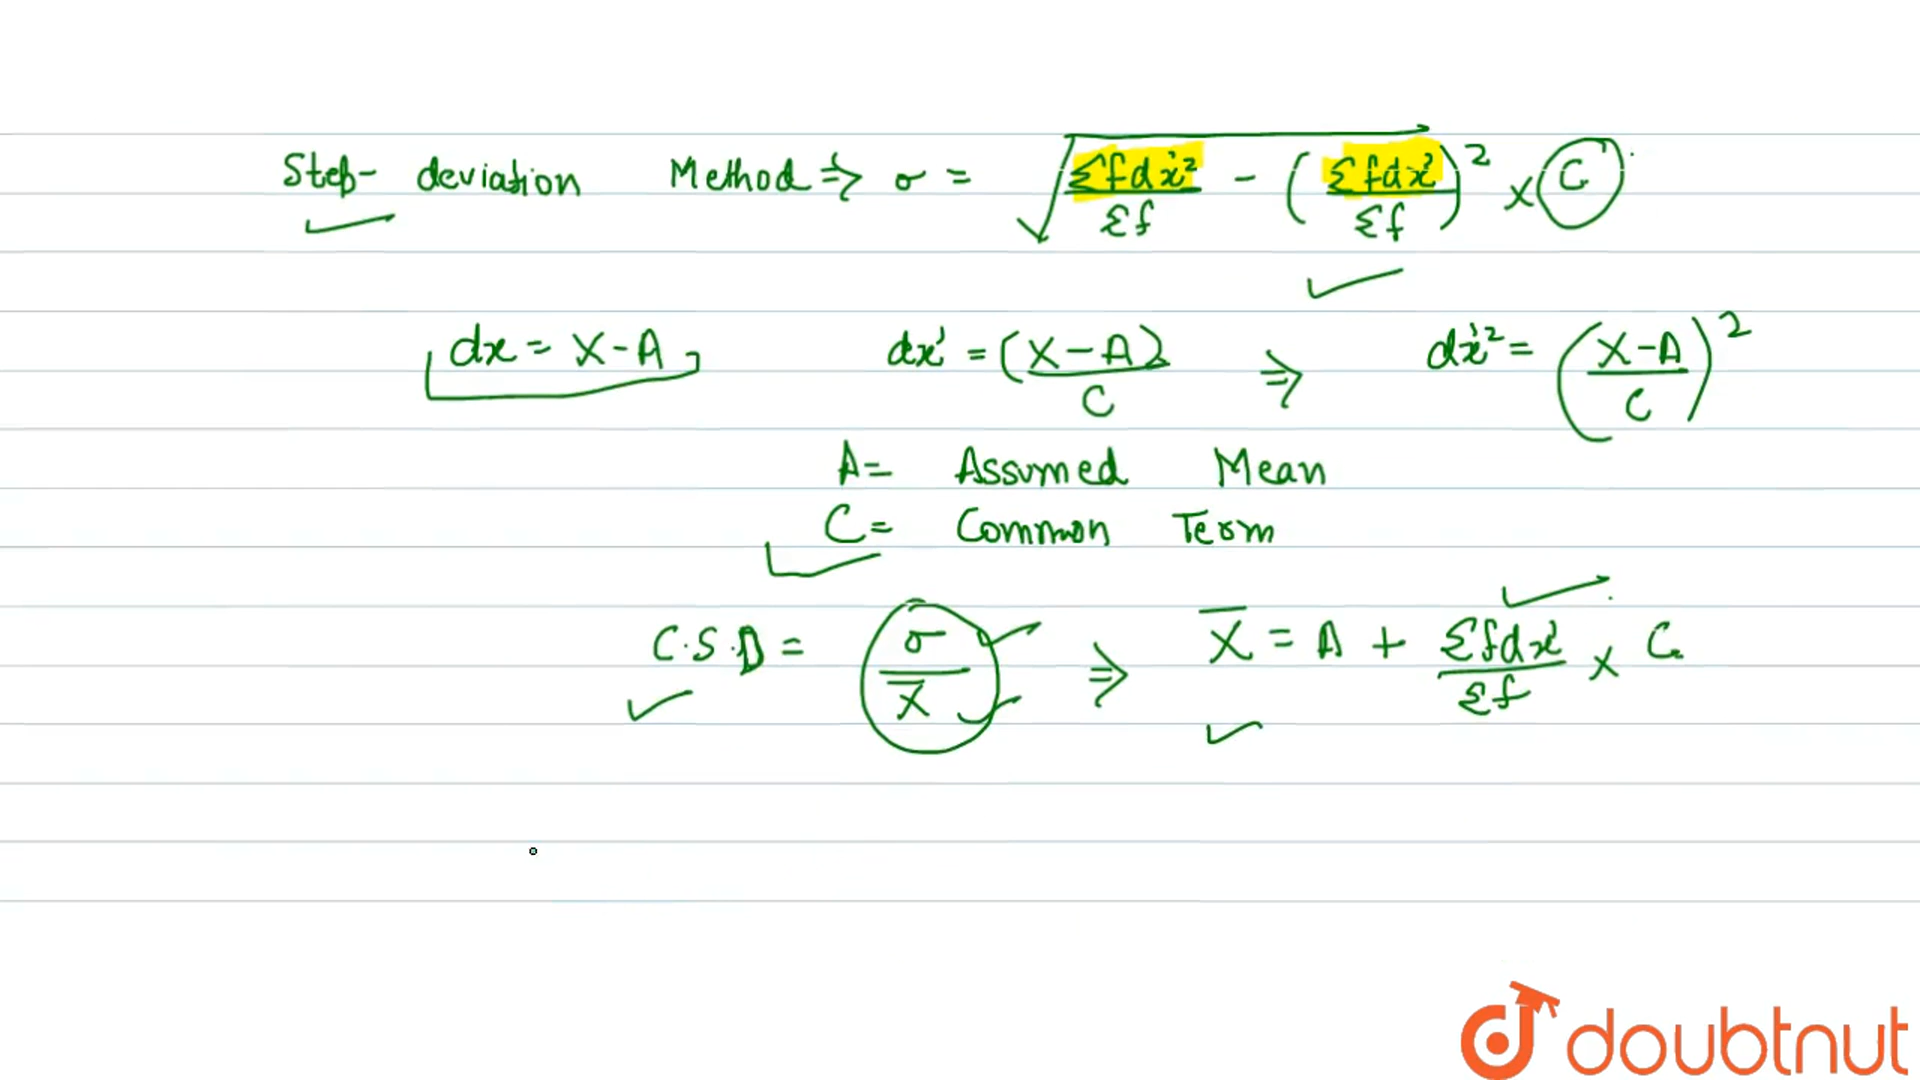 Step-deviation Method ⇒ σ = √(Σfdx'²/Σf - (Σfdx'/Σf)²) × C
dx = X-A dx' = (X-A)/C ⇒ dx'² = ((X-A)/C)²
A = Assumed Mean
C = Common Term
C.S.D = σ/X̄ ⇒ X̄ = A + Σfdx'/Σf × C
doubtnut